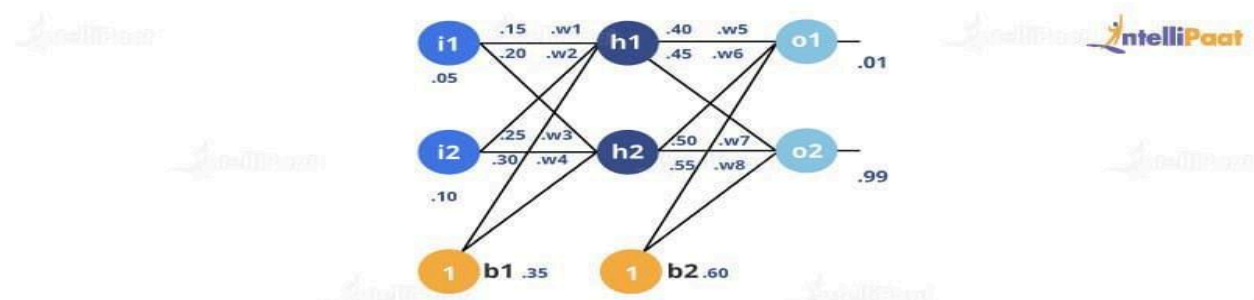 i1 .15 .w1 h1 .40 .w5 o1
.20 .w2 .45 .w6
.05 .01
IntelliPaat
.25 .w3 .50 .w7
i2 h2 o2
.30 .w4 .55 .w8
.10 .99
1 b1 .35 1 b2 .60